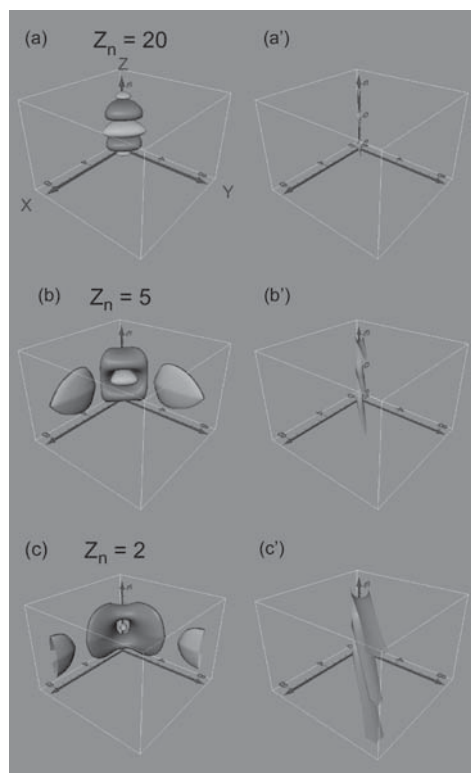 (a) Zn = 20 (a')
Z
X Y
(b) Zn = 5 (b')
(c) Zn = 2 (c')